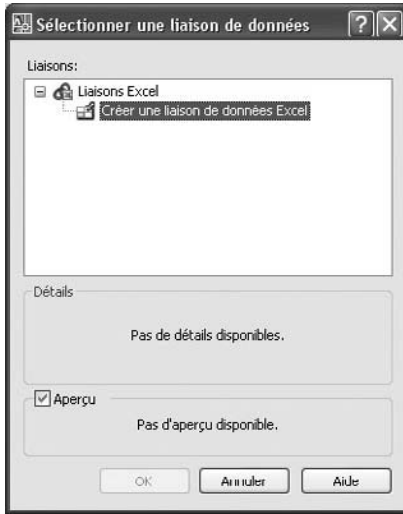 Sélectionner une liaison de données
Liaisons:
Liaisons Excel
Créer une liaison de données Excel
Détails
Pas de détails disponibles.
Aperçu
Pas d'aperçu disponible.
OK
Annuler
Aide